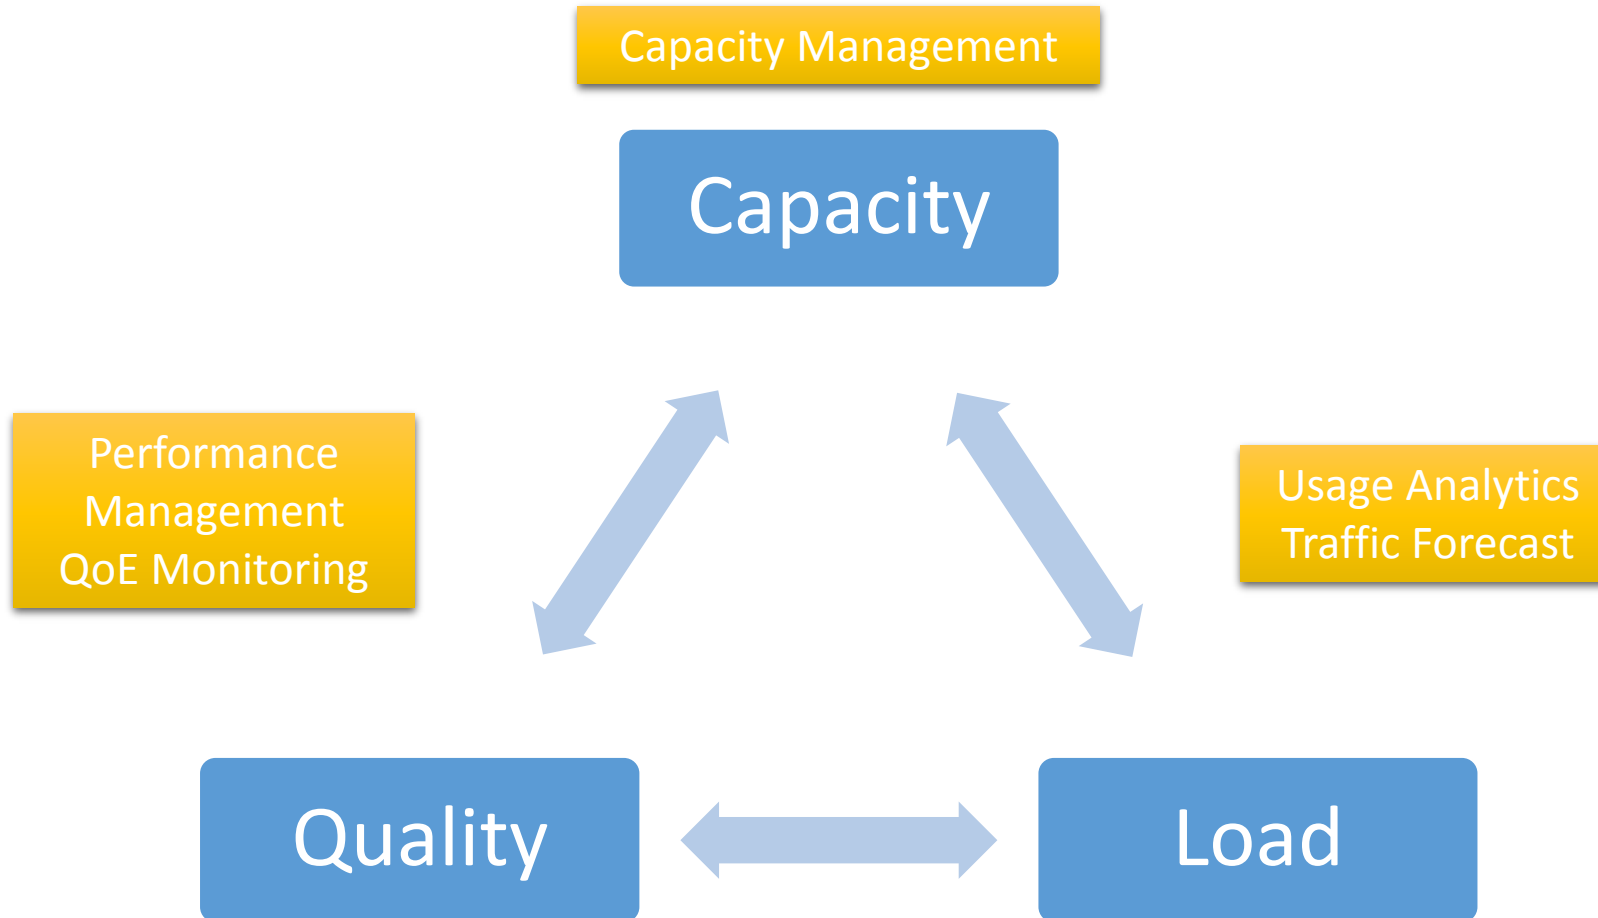 Capacity Management
Capacity
Performance
Management
QoE Monitoring
Usage Analytics
Traffic Forecast
Quality
Load